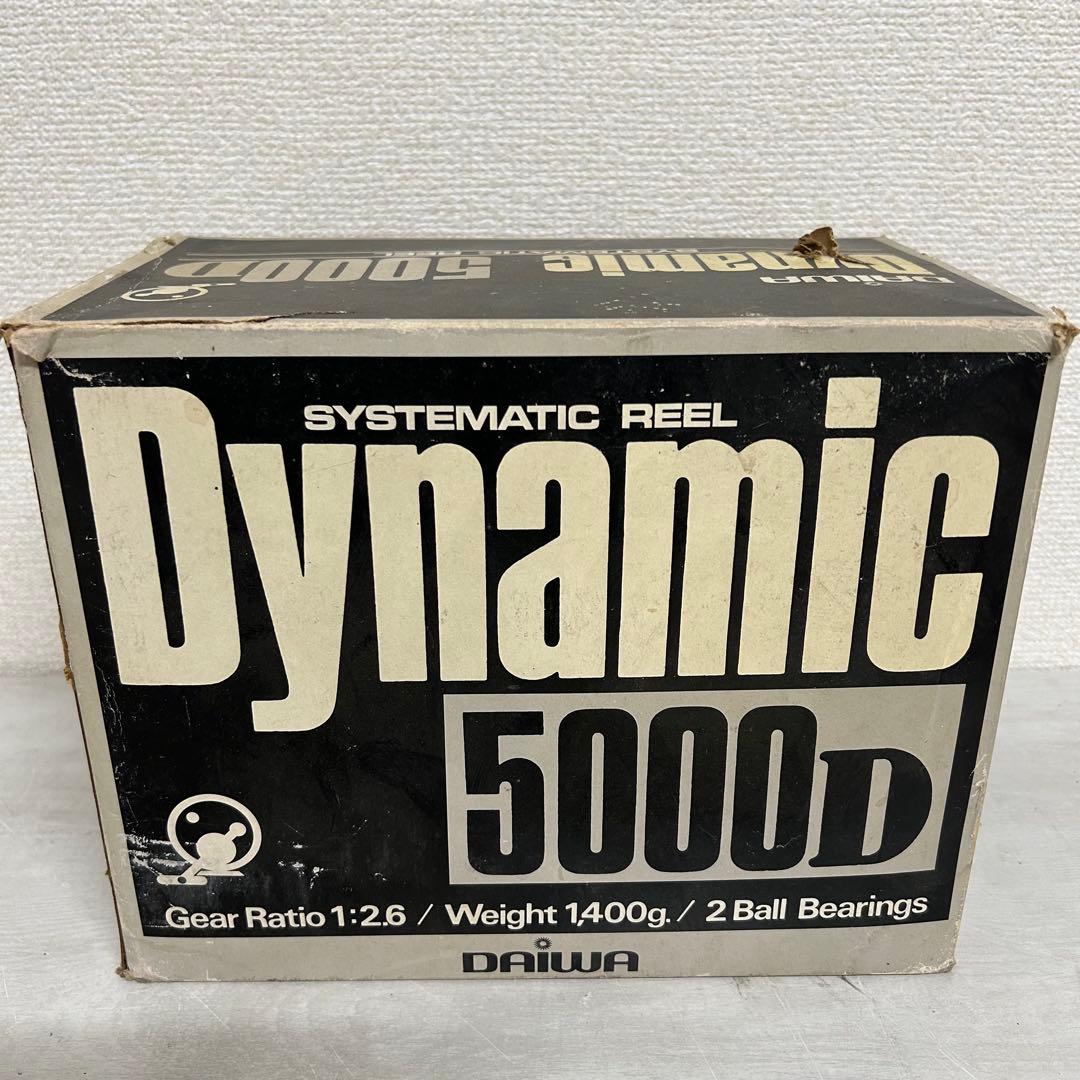 DAiWA
Dynamic 5000D
SYSTEMATIC REEL
Dynamic
5000D
Gear Ratio 1:2.6 / Weight 1,400g. / 2 Ball Bearings
DAiWA